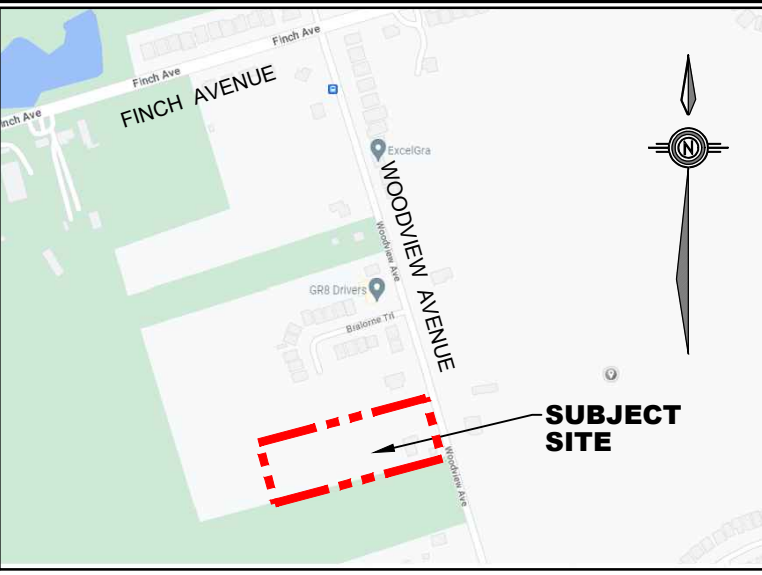 Finch Ave
Finch Ave
inch Ave
FINCH AVENUE
ExcelGra
WOODVIEW AVENUE
N
Woodview Ave
GR8 Drivers
Bralorne Trl
SUBJECT
SITE
Woodview Ave